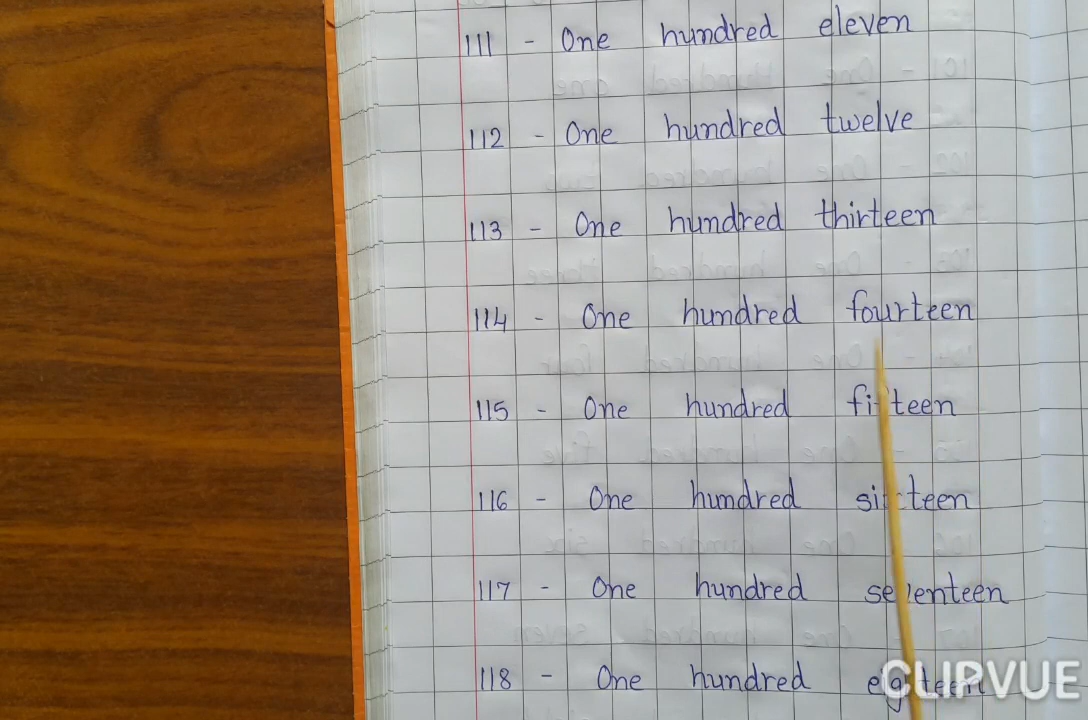 111 - One hundred eleven
112 - One hundred twelve
113 - One hundred thirteen
114 - One hundred fourteen
115 - One hundred fifteen
116 - One hundred sixteen
117 - One hundred seventeen
118 - One hundred eighteen
CLIPVUE